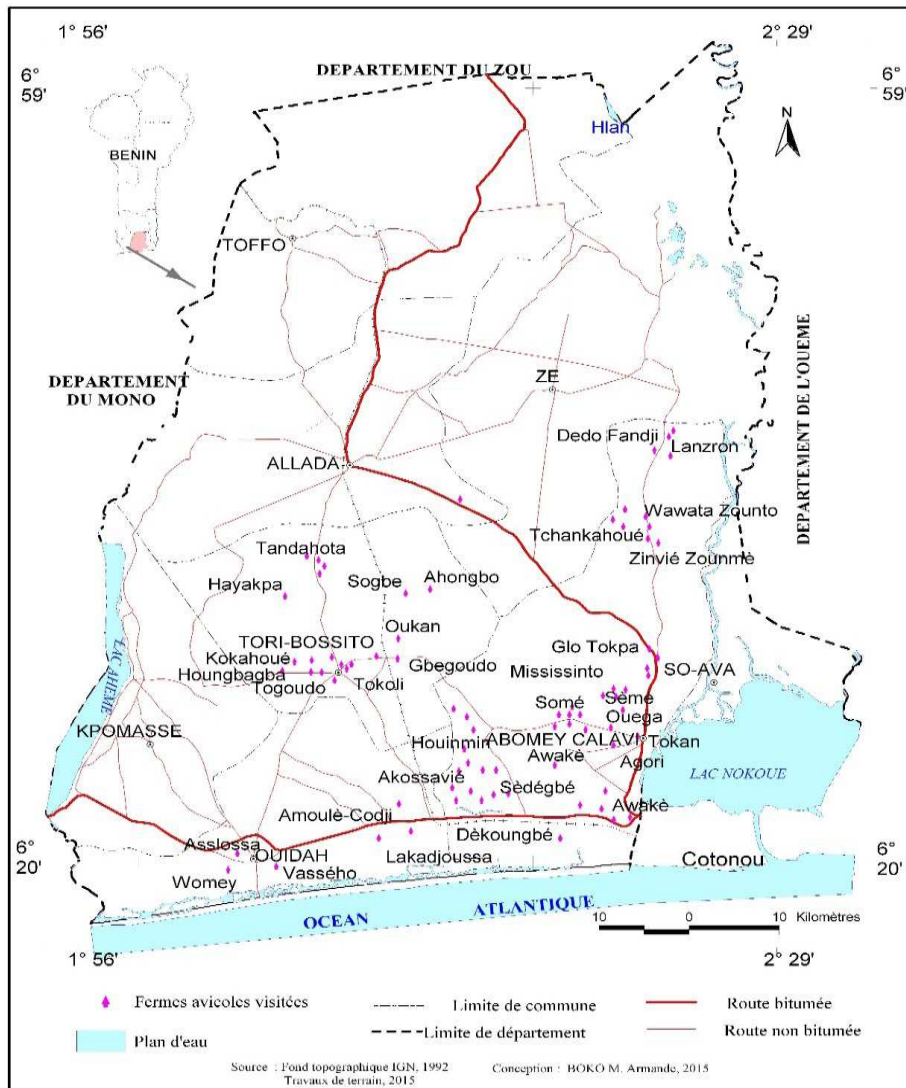 1° 56'
2° 29'
6°
59'
DEPARTEMENT DU ZOU
6°
59'
Hlan
N
BENIN
TOFFO
DEPARTEMENT
DU MONO
ZE
DEPARTEMENT DE L'OUEME
Dedo Fandji
Lanzron
ALLADA
Wawata Zounto
Tchankahoué
Zinvié Zounmè
Tandahota
Hayakpa
Sogbe
Ahongbo
Oukan
LAC AHEME
TORI-BOSSITO
Kokahoué
Gbegoudo
Glo Tokpa
Houngbagba
Mississinto
SO-AVA
Togoudo
Tokoli
Sèmè
Somé
Ouega
KPOMASSE
Houinmin
ABOMEY CALAVI
Tokan
Awakè
Agori
LAC NOKOUE
Akossavié
Sèdégbé
Amoulè-Codji
Awakè
Dèkoungbé
Asslossa
OUIDAH
Lakadjoussa
Cotonou
6°
20'
Womey
Vasségho
6°
20'
OCEAN
ATLANTIQUE
10
0
10
Kilomètres
1° 56'
2° 29'
Fermes avicoles visitées
Limite de commune
Route bitumée
Plan d'eau
Limite de département
Route non bitumée
Source : Fond topographique IGN, 1992
Conception : BOKO M. Armande, 2015
Travaux de terrain, 2015